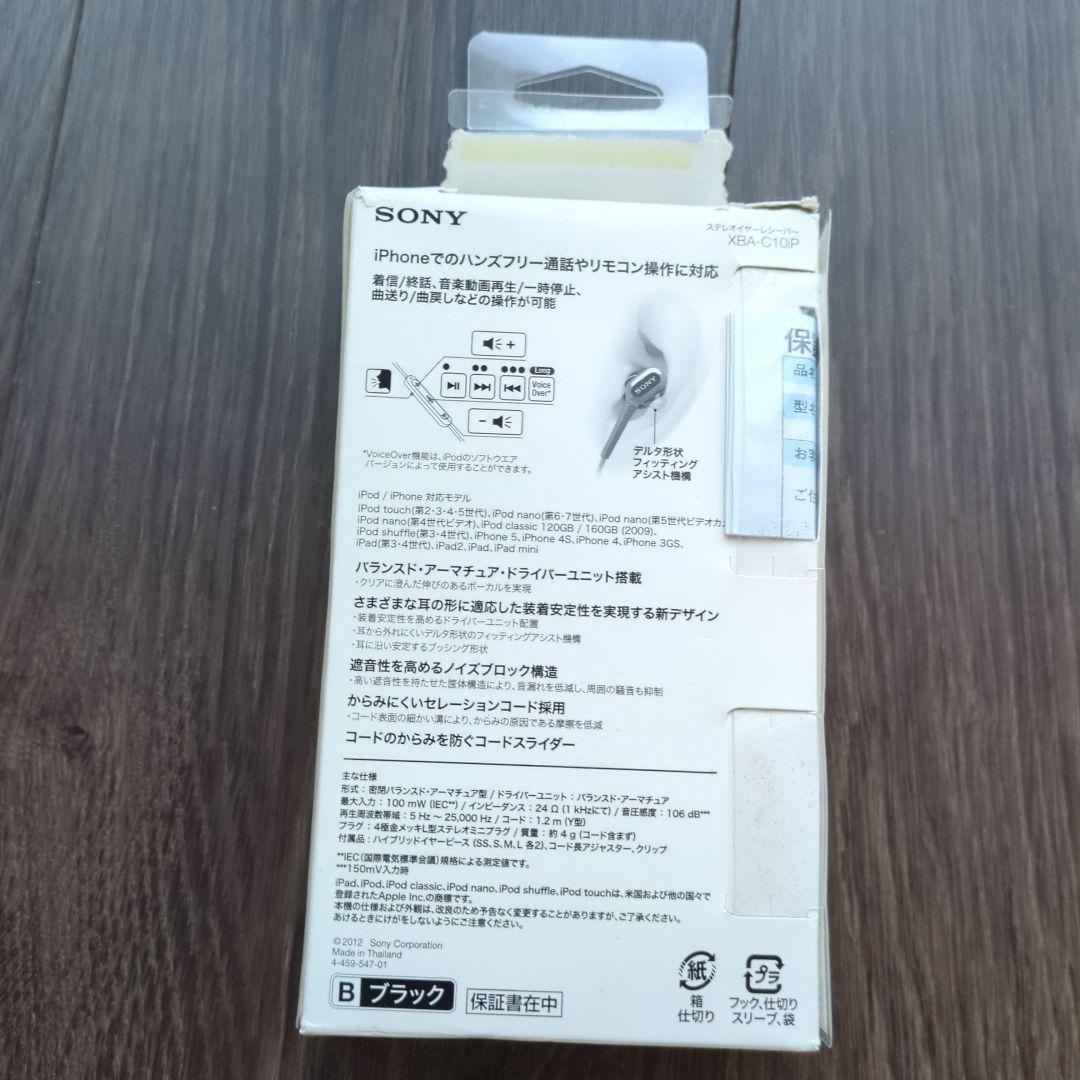 SONY
ステレオイヤーレシーバー
XBA-C10iP
iPhoneでのハンズフリー通話やリモコン操作に対応
着信/終話、音楽動画再生/一時停止、
曲送り/曲戻しなどの操作が可能
+
Long
Voice
Over*
−
SONY
デルタ形状
フィッティング
アシスト機構
*VoiceOver機能は、iPodのソフトウエア
バージョンによって使用することができます。
保
品名
型名
お客
ご住
iPod / iPhone 対応モデル
iPod touch(第2・3・4・5世代)、iPod nano(第6・7世代)、iPod nano(第5世代ビデオカ
iPod nano(第4世代ビデオ)、iPod classic 120GB / 160GB (2009)、
iPod shuffle(第3・4世代)、iPhone 5、iPhone 4S、iPhone 4、iPhone 3GS、
iPad(第3・4世代)、iPad2、iPad、iPad mini
バランスド・アーマチュア・ドライバーユニット搭載
・クリアに澄んだ伸びのあるボーカルを実現
さまざまな耳の形に適応した装着安定性を実現する新デザイン
・装着安定性を高めるドライバーユニット配置
・耳から外れにくいデルタ形状のフィッティングアシスト機構
・耳に沿い安定するブッシング形状
遮音性を高めるノイズブロック構造
・高い遮音性を持たせた筐体構造により、音漏れを低減し、周囲の騒音も抑制
からみにくいセレーションコード採用
・コード表面の細かい溝により、からみの原因である摩擦を低減
コードのからみを防ぐコードスライダー
主な仕様
形式：密閉バランスド・アーマチュア型 / ドライバーユニット：バランスド・アーマチュア
最大入力：100 mW (IEC**) / インピーダンス：24 Ω (1 kHzにて) / 音圧感度：106 dB***
再生周波数帯域：5 Hz ～ 25,000 Hz / コード：1.2 m (Y型)
プラグ：4極金メッキL型ステレオミニプラグ / 質量：約 4 g (コード含まず)
付属品：ハイブリッドイヤーピース (SS、S、M、L 各2)、コード長アジャスター、クリップ
**IEC(国際電気標準会議)規格による測定値です。
***150mV入力時
iPad、iPod、iPod classic、iPod nano、iPod shuffle、iPod touchは、米国および他の国々で
登録されたApple Inc.の商標です。
本機の仕様および外観は、改良のため予告なく変更することがありますが、ご了承ください。
あけるときにけがをしないようにご注意ください。
©2012 Sony Corporation
Made in Thailand
4-459-547-01
B ブラック
保証書在中
紙
箱
仕切り
プラ
フック、仕切り
スリーブ、袋